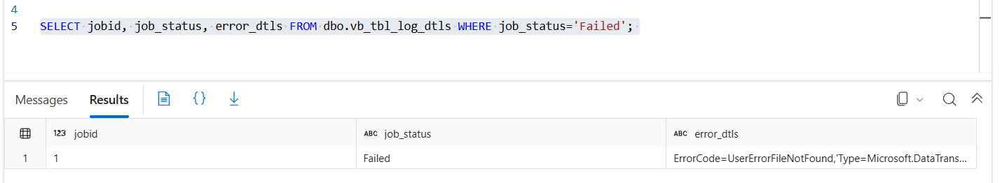 4
5 SELECT jobid, job_status, error_dtls FROM dbo.vb_tbl_log_dtls WHERE job_status='Failed';
Messages Results {}
123 jobid ABC job_status ABC error_dtls
1 1 Failed ErrorCode=UserErrorFileNotFound,'Type=Microsoft.DataTrans...